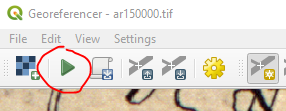 Georeferencer - ar150000.tif
File Edit View Settings